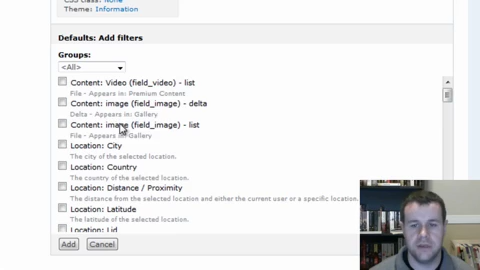 CSS class: None
Theme: Information
Defaults: Add filters
Groups:
<All>
Content: Video (field_video) - list
File - Appears in: Premium Content
Content: image (field_image) - delta
Delta - Appears in: Gallery
Content: image (field_image) - list
File - Appears in: Gallery
Location: City
The city of the selected location.
Location: Country
The country of the selected location.
Location: Distance / Proximity
The distance from the selected location and either the current user or a specific location.
Location: Latitude
The latitude of the selected location.
Location: Lid
Add Cancel